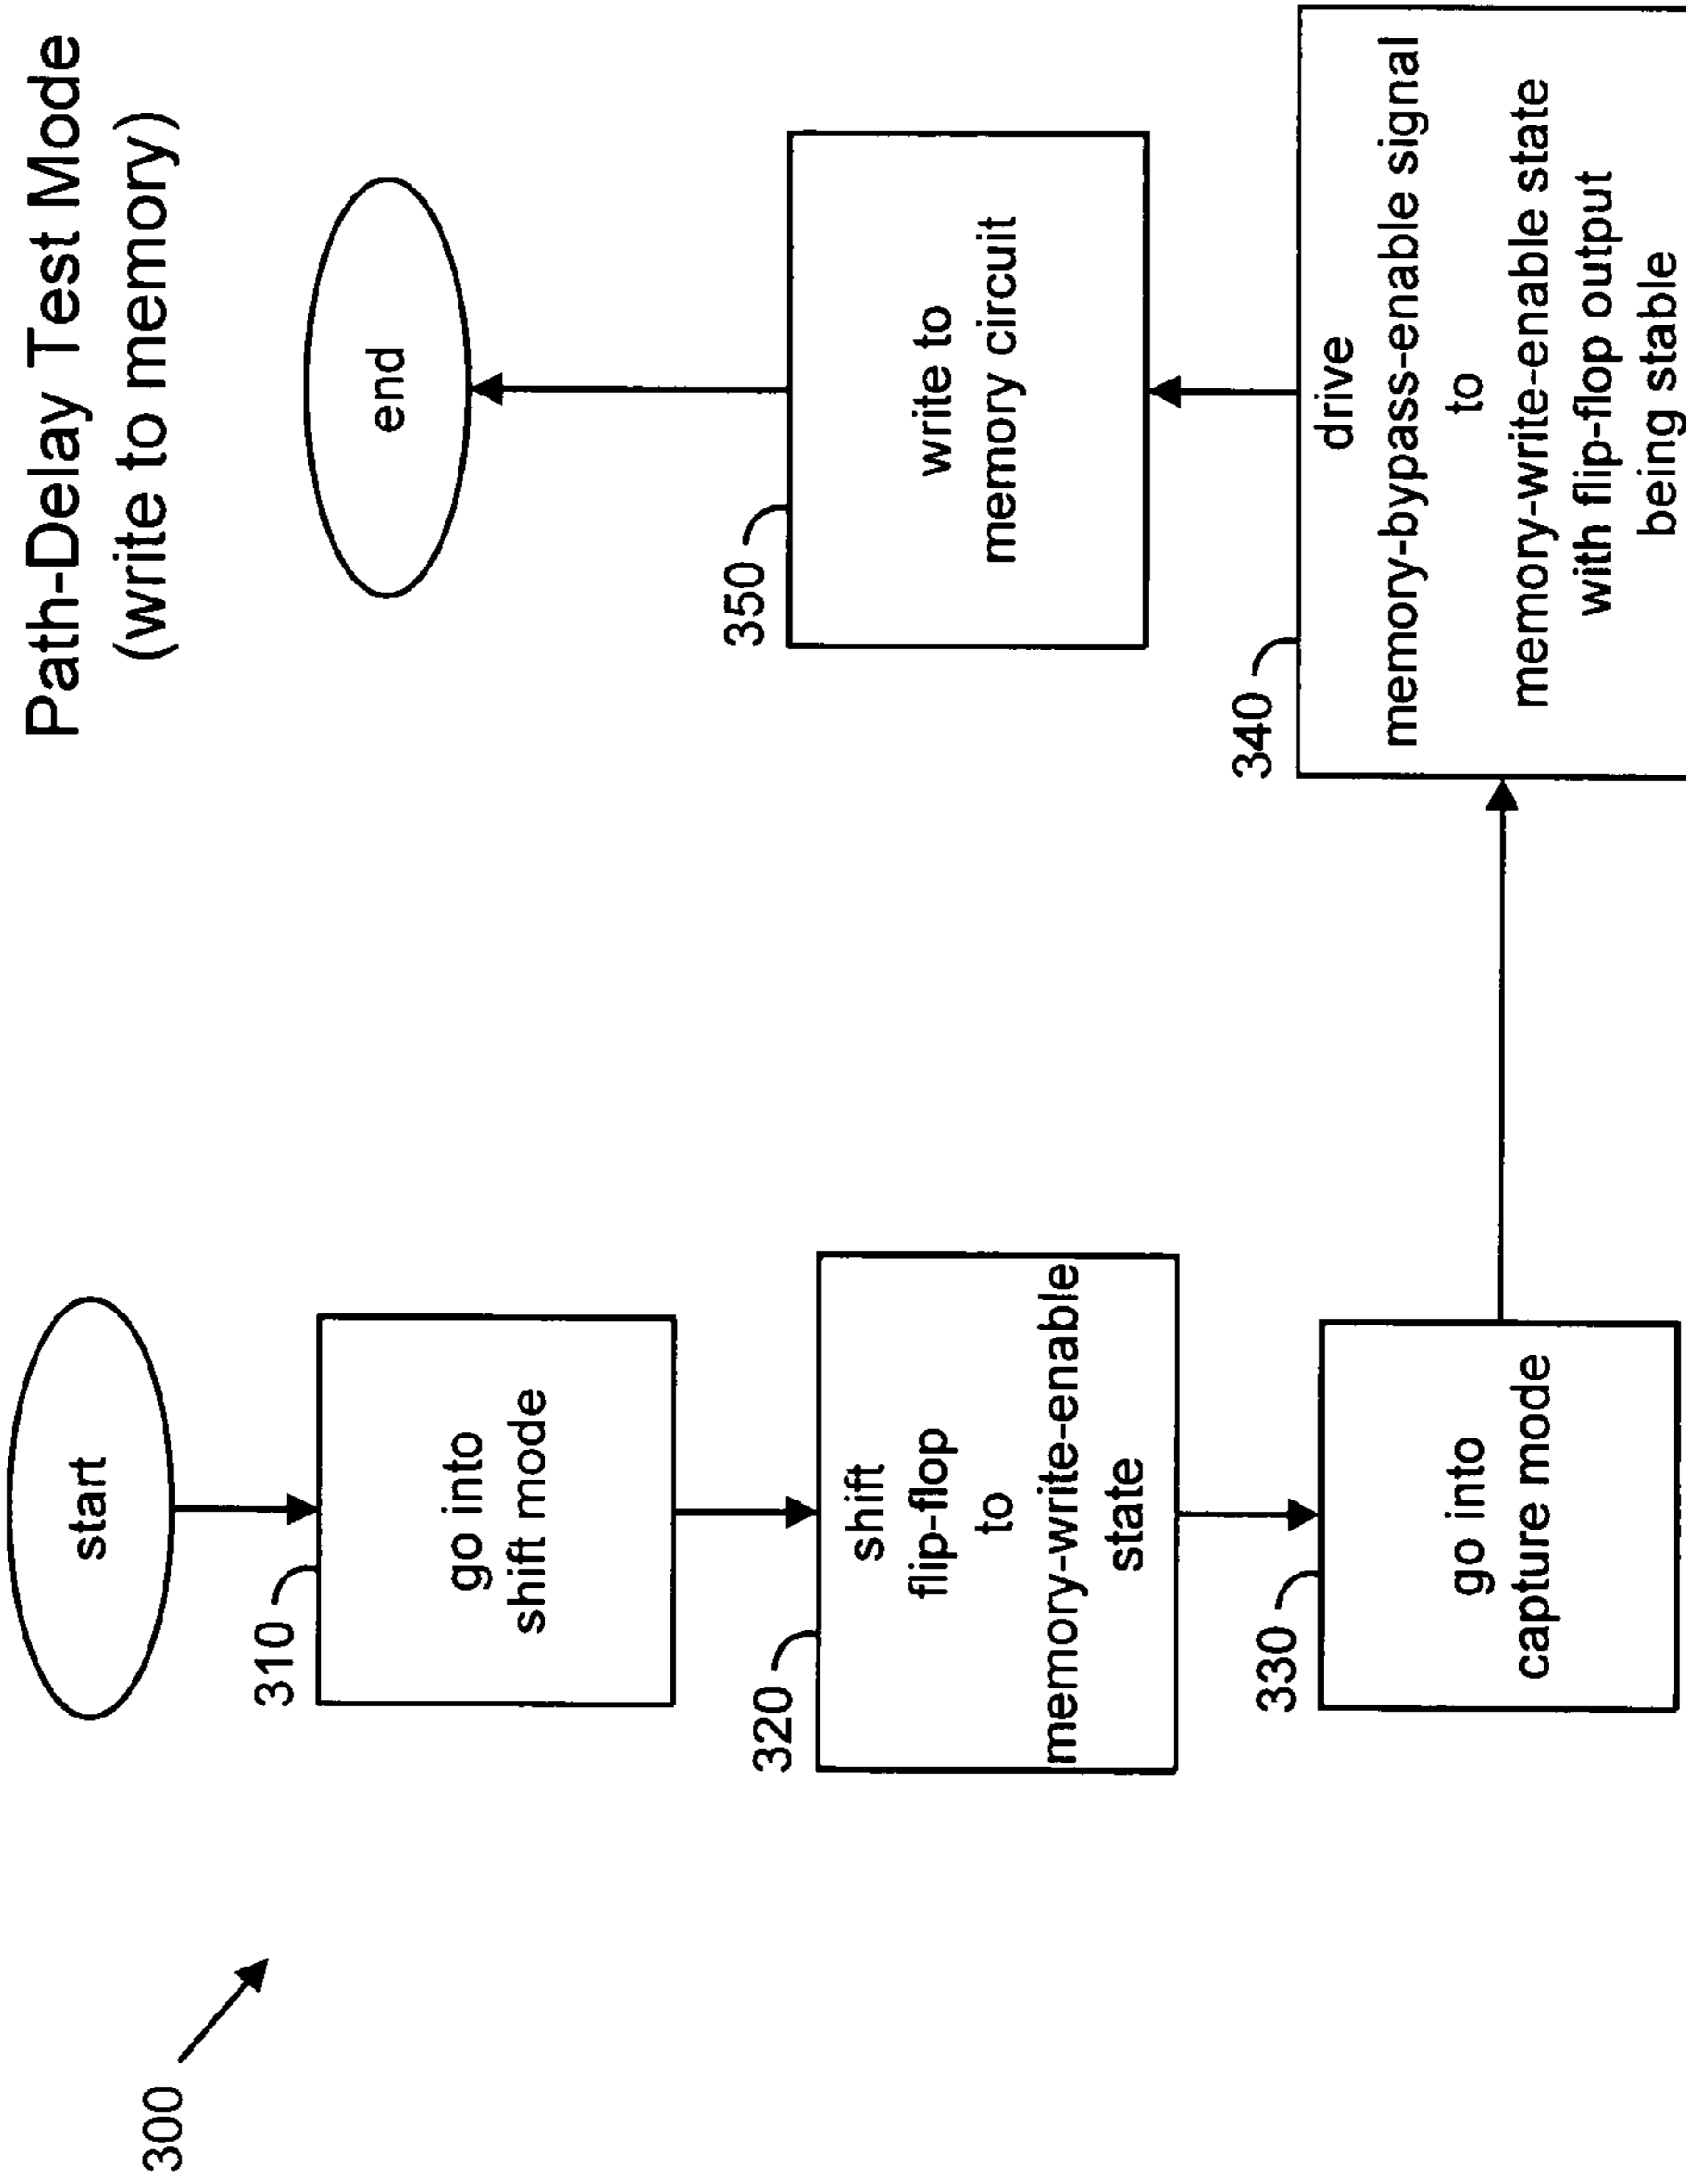 Path-Delay Test Mode
(write to memory)
300
start
310
go into
shift mode
320
shift
flip-flop
to
memory-write-enable
state
330
go into
capture mode
340
drive
memory-bypass-enable signal
to
memory-write-enable state
with flip-flop output
being stable
350
write to
memory circuit
end